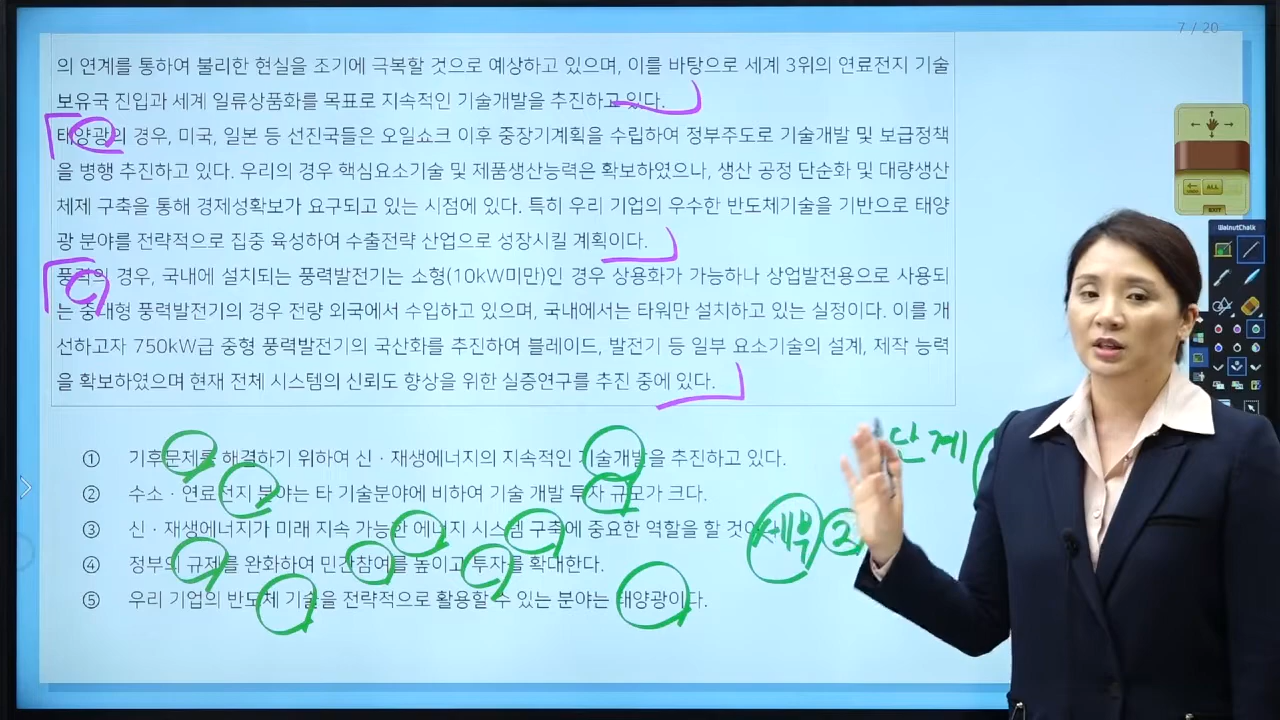 7 / 20
의 연계를 통하여 불리한 현실을 조기에 극복할 것으로 예상하고 있으며, 이를 바탕으로 세계 3위의 연료전지 기술
보유국 진입과 세계 일류상품화를 목표로 지속적인 기술개발을 추진하고 있다.
태양광의 경우, 미국, 일본 등 선진국들은 오일쇼크 이후 중장기계획을 수립하여 정부주도로 기술개발 및 보급정책
을 병행 추진하고 있다. 우리의 경우 핵심요소기술 및 제품생산능력은 확보하였으나, 생산 공정 단순화 및 대량생산
체제 구축을 통해 경제성확보가 요구되고 있는 시점에 있다. 특히 우리 기업의 우수한 반도체기술을 기반으로 태양
광 분야를 전략적으로 집중 육성하여 수출전략 산업으로 성장시킬 계획이다.
풍력의 경우, 국내에 설치되는 풍력발전기는 소형(10kW미만)인 경우 상용화가 가능하나 상업발전용으로 사용되
는 중대형 풍력발전기의 경우 전량 외국에서 수입하고 있으며, 국내에서는 타워만 설치하고 있는 실정이다. 이를 개
선하고자 750kW급 중형 풍력발전기의 국산화를 추진하여 블레이드, 발전기 등 일부 요소기술의 설계, 제작 능력
을 확보하였으며 현재 전체 시스템의 신뢰도 향상을 위한 실증연구를 추진 중에 있다.
① 기후문제를 해결하기 위하여 신 · 재생에너지의 지속적인 기술개발을 추진하고 있다.
② 수소 · 연료전지 분야는 타 기술분야에 비하여 기술 개발 투자 규모가 크다.
③ 신 · 재생에너지가 미래 지속 가능한 에너지 시스템 구축에 중요한 역할을 할 것이
④ 정부의 규제를 완화하여 민간참여를 높이고 투자를 확대한다.
⑤ 우리 기업의 반도체 기술을 전략적으로 활용할 수 있는 분야는 태양광이다.
단계
세부 ②
WalnutChalk
ALL
EXIT